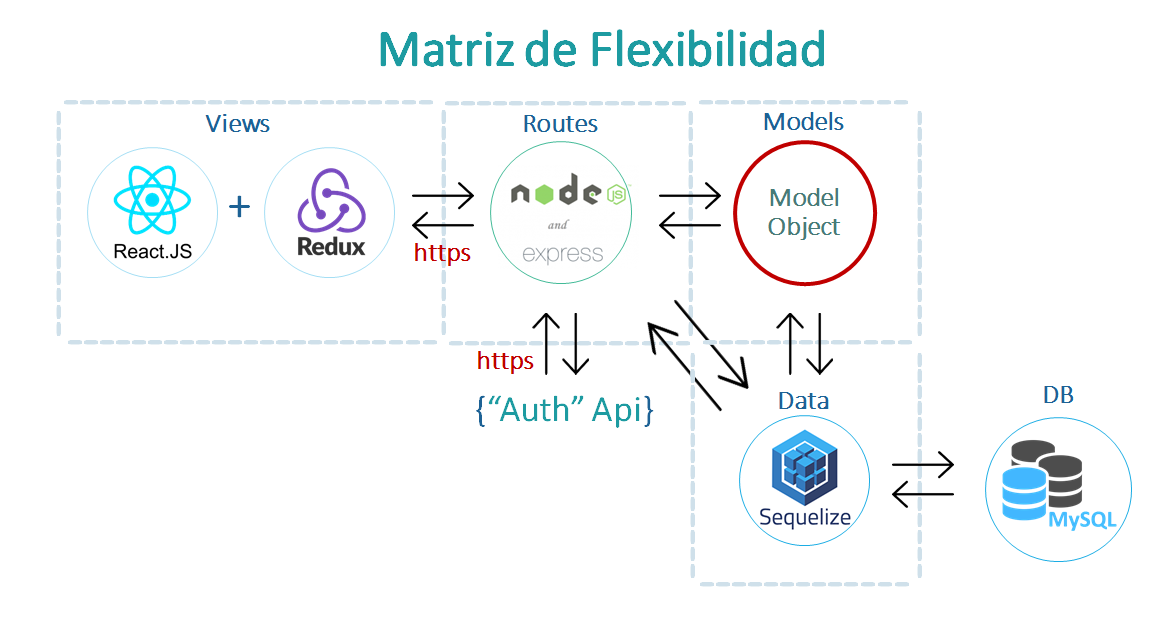 Matriz de Flexibilidad
Views
Routes
Models
React.JS
+
Redux
https
node JS
and
express
Model
Object
https
{“Auth” Api}
Data
Sequelize
DB
MySQL